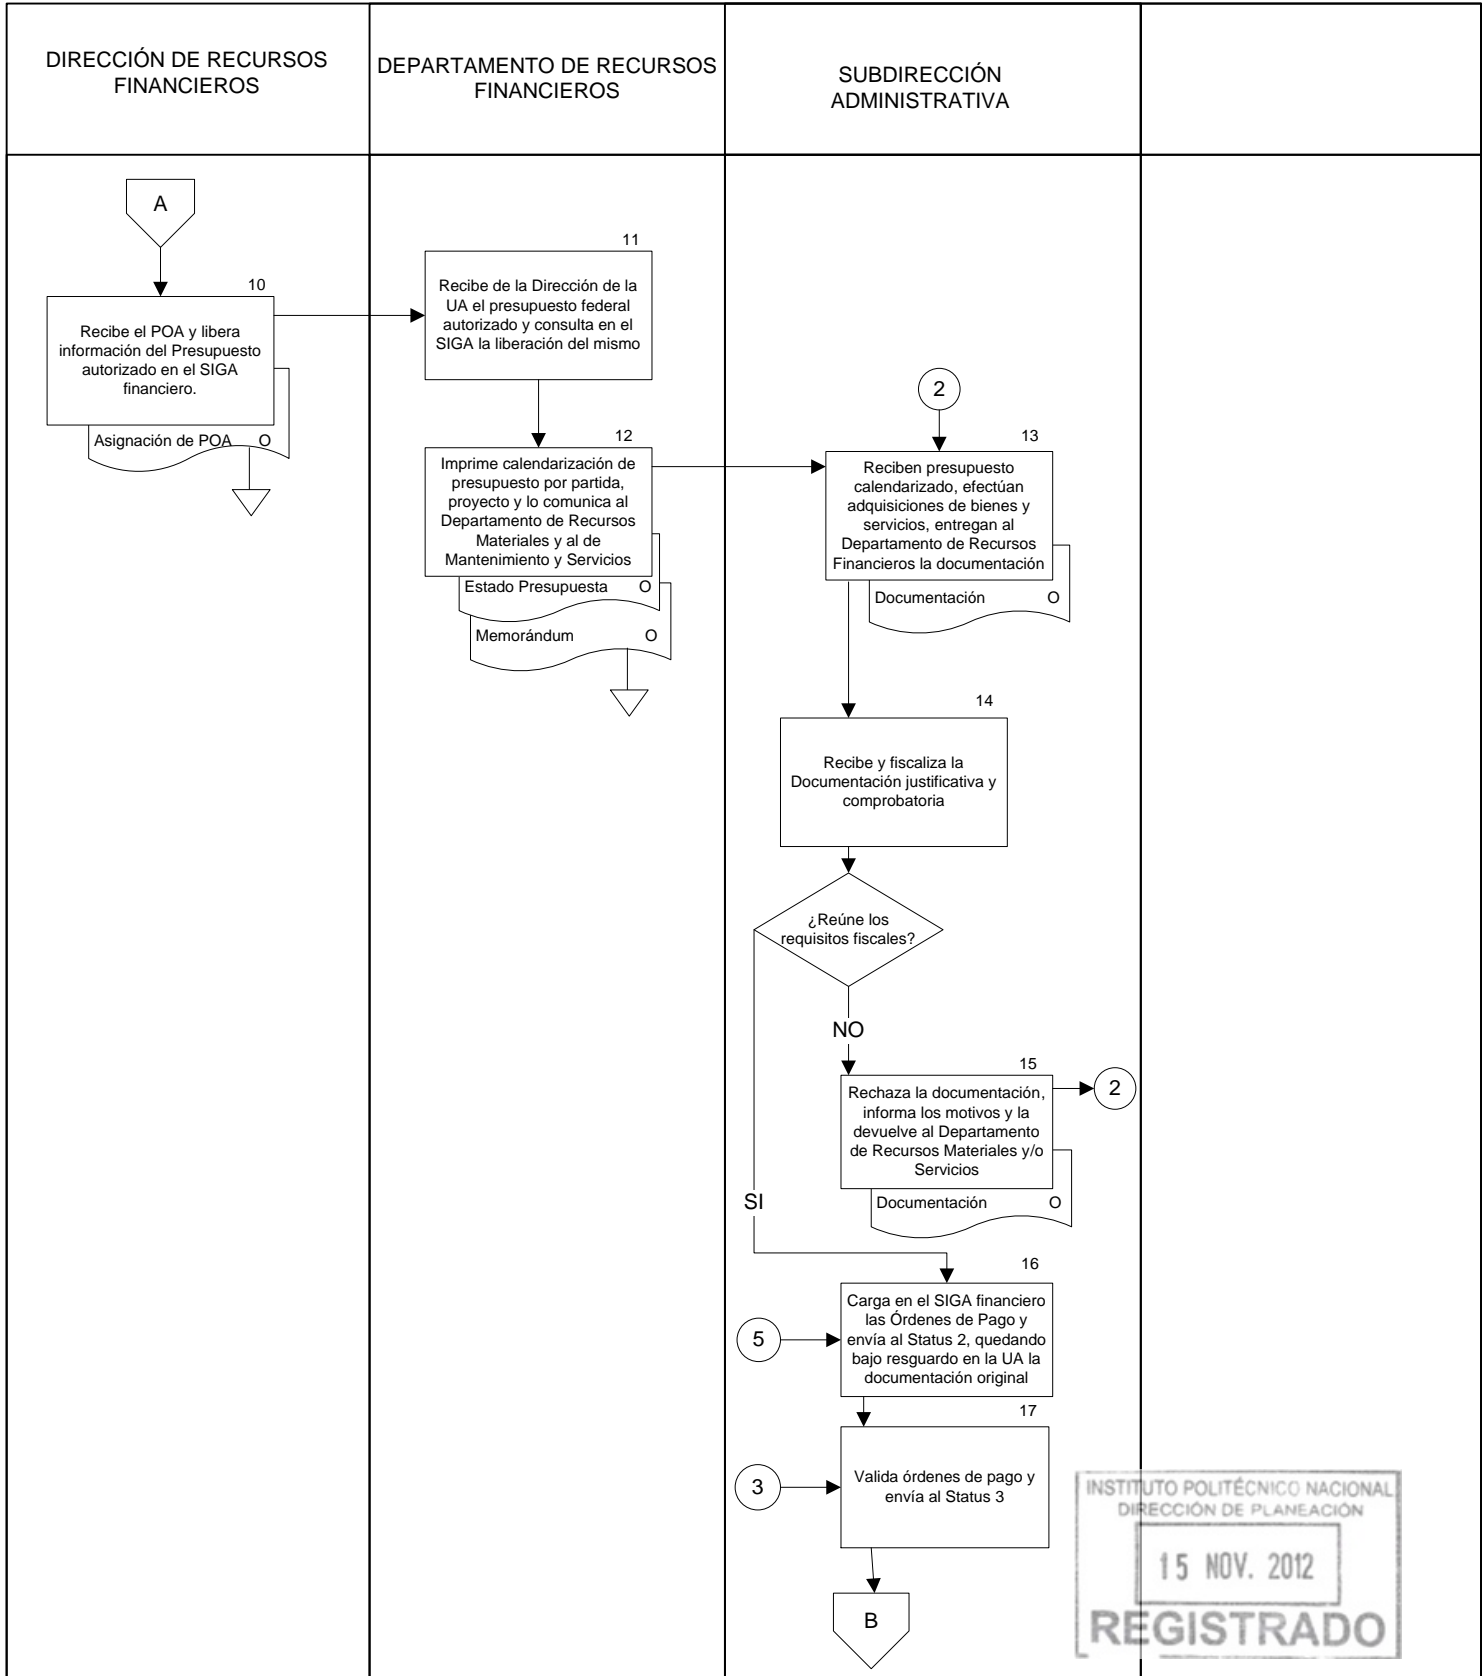 DIRECCIÓN DE RECURSOS
FINANCIEROS
DEPARTAMENTO DE RECURSOS
FINANCIEROS
SUBDIRECCIÓN
ADMINISTRATIVA
A
10
Recibe el POA y libera
información del Presupuesto
autorizado en el SIGA
financiero.
Asignación de POA O
11
Recibe de la Dirección de la
UA el presupuesto federal
autorizado y consulta en el
SIGA la liberación del mismo
12
Imprime calendarización de
presupuesto por partida,
proyecto y lo comunica al
Departamento de Recursos
Materiales y al de
Mantenimiento y Servicios
Estado Presupuesta O
Memorándum O
2
13
Reciben presupuesto
calendarizado, efectúan
adquisiciones de bienes y
servicios, entregan al
Departamento de Recursos
Financieros la documentación
Documentación O
14
Recibe y fiscaliza la
Documentación justificativa y
comprobatoria
¿Reúne los
requisitos fiscales?
NO
15
Rechaza la documentación,
informa los motivos y la
devuelve al Departamento
de Recursos Materiales y/o
Servicios
2
Documentación O
SI
16
Carga en el SIGA financiero
las Órdenes de Pago y
envía al Status 2, quedando
bajo resguardo en la UA la
documentación original
5
17
Valida órdenes de pago y
envía al Status 3
3
B
INSTITUTO POLITÉCNICO NACIONAL
DIRECCIÓN DE PLANEACIÓN
15 NOV. 2012
REGISTRADO